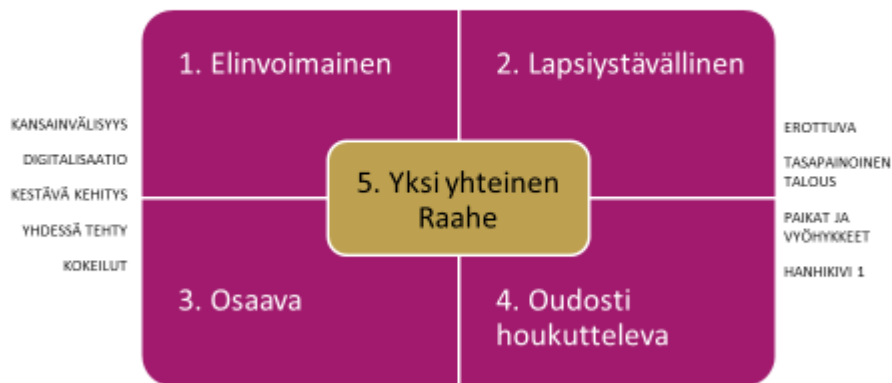 1. Elinvoimainen
2. Lapsiystävällinen
KANSAINVÄLISYYS
DIGITALISAATIO
KESTÄVÄ KEHITYS
YHDESSÄ TEHTY
KOKEILUT
5. Yksi yhteinen
Raahe
EROTTUVA
TASAPAINOINEN
TALOUS
PAIKAT JA
VYÖHYKKEET
HANHIKIVI 1
3. Osaava
4. Oudosti
houkutteleva